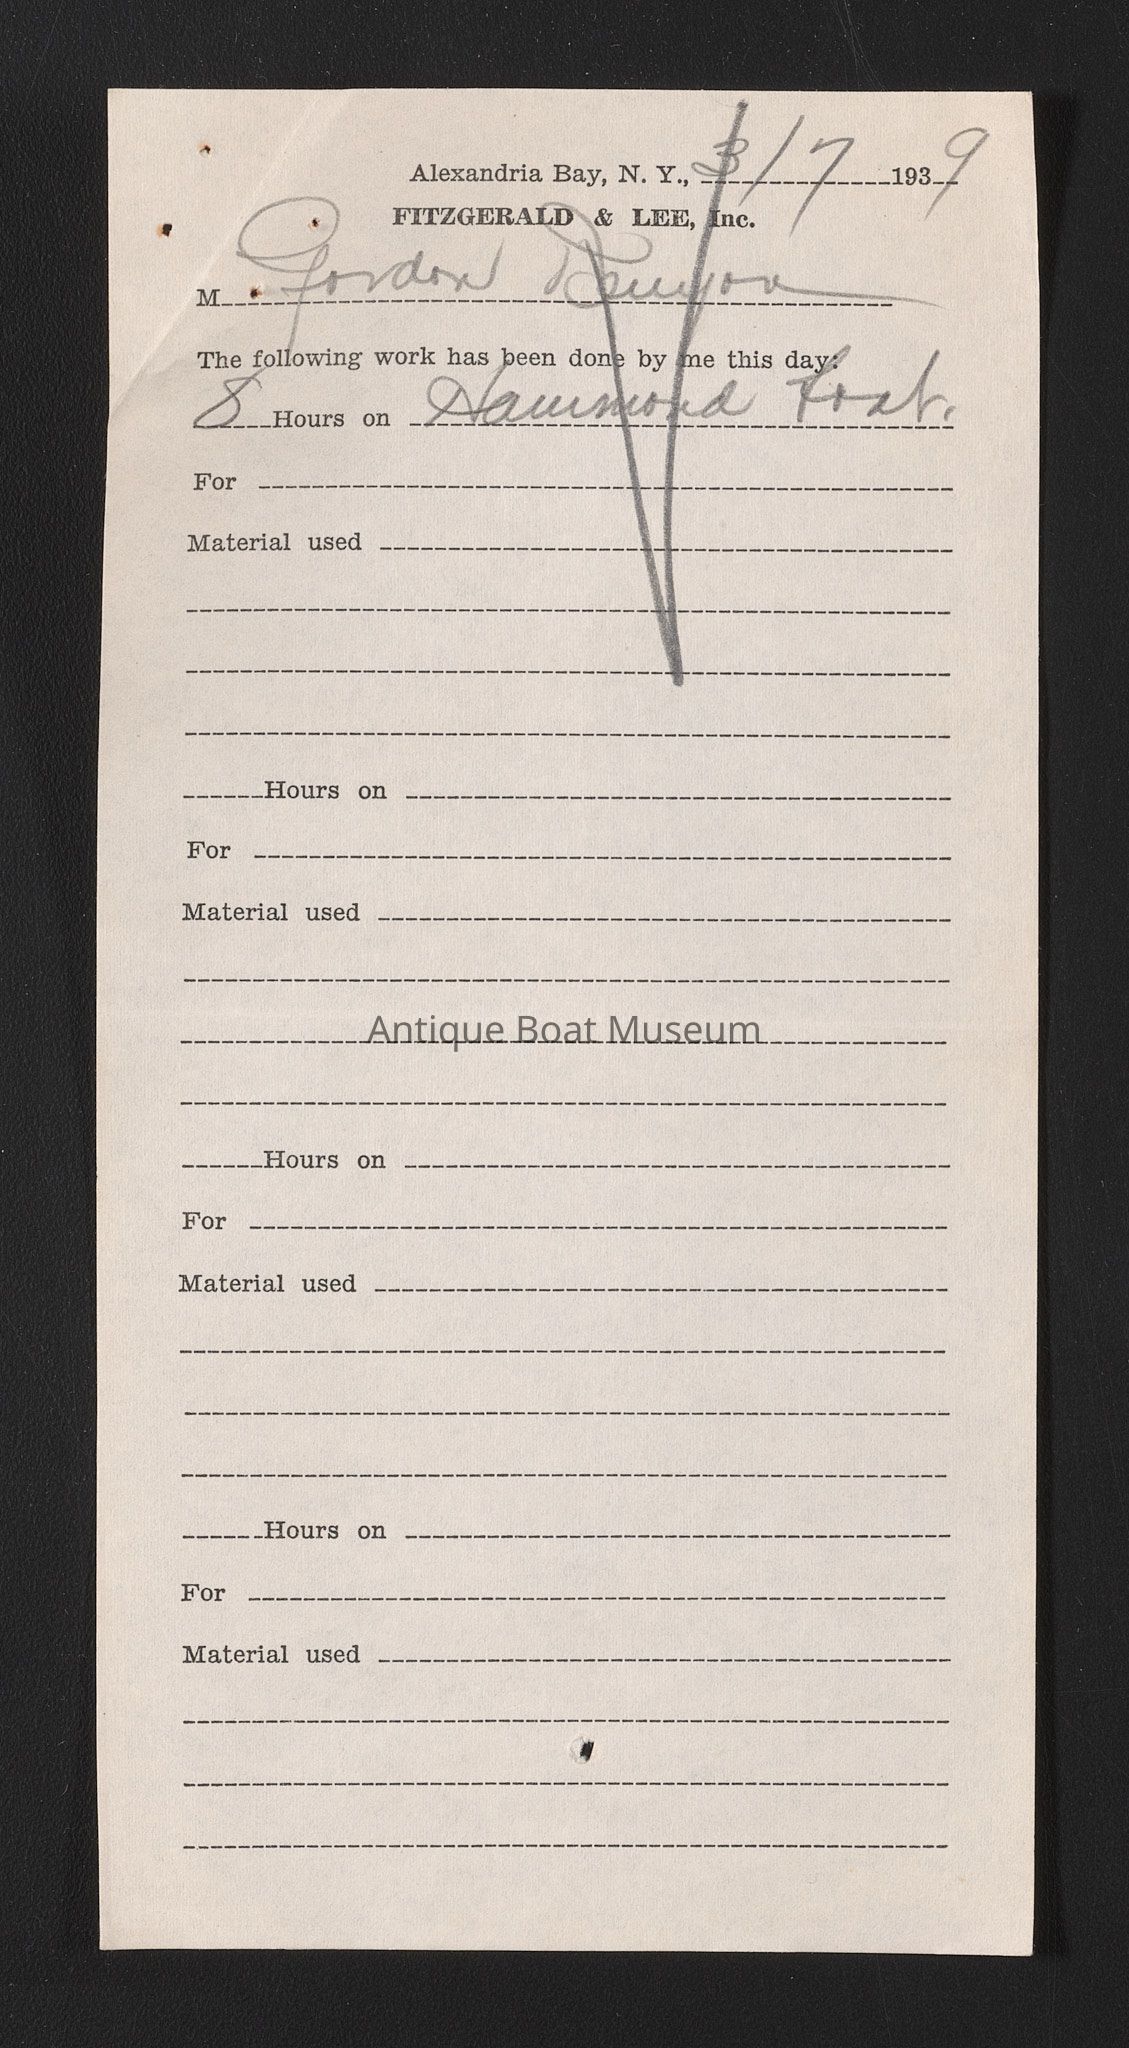 Alexandria Bay, N. Y., 3/7 1939
FITZGERALD & LEE, Inc.
M Gordon
The following work has been done by me this day:
8 Hours on Hammond Boat.
For
Material used
Hours on
For
Material used
Antique Boat Museum
Hours on
For
Material used
Hours on
For
Material used